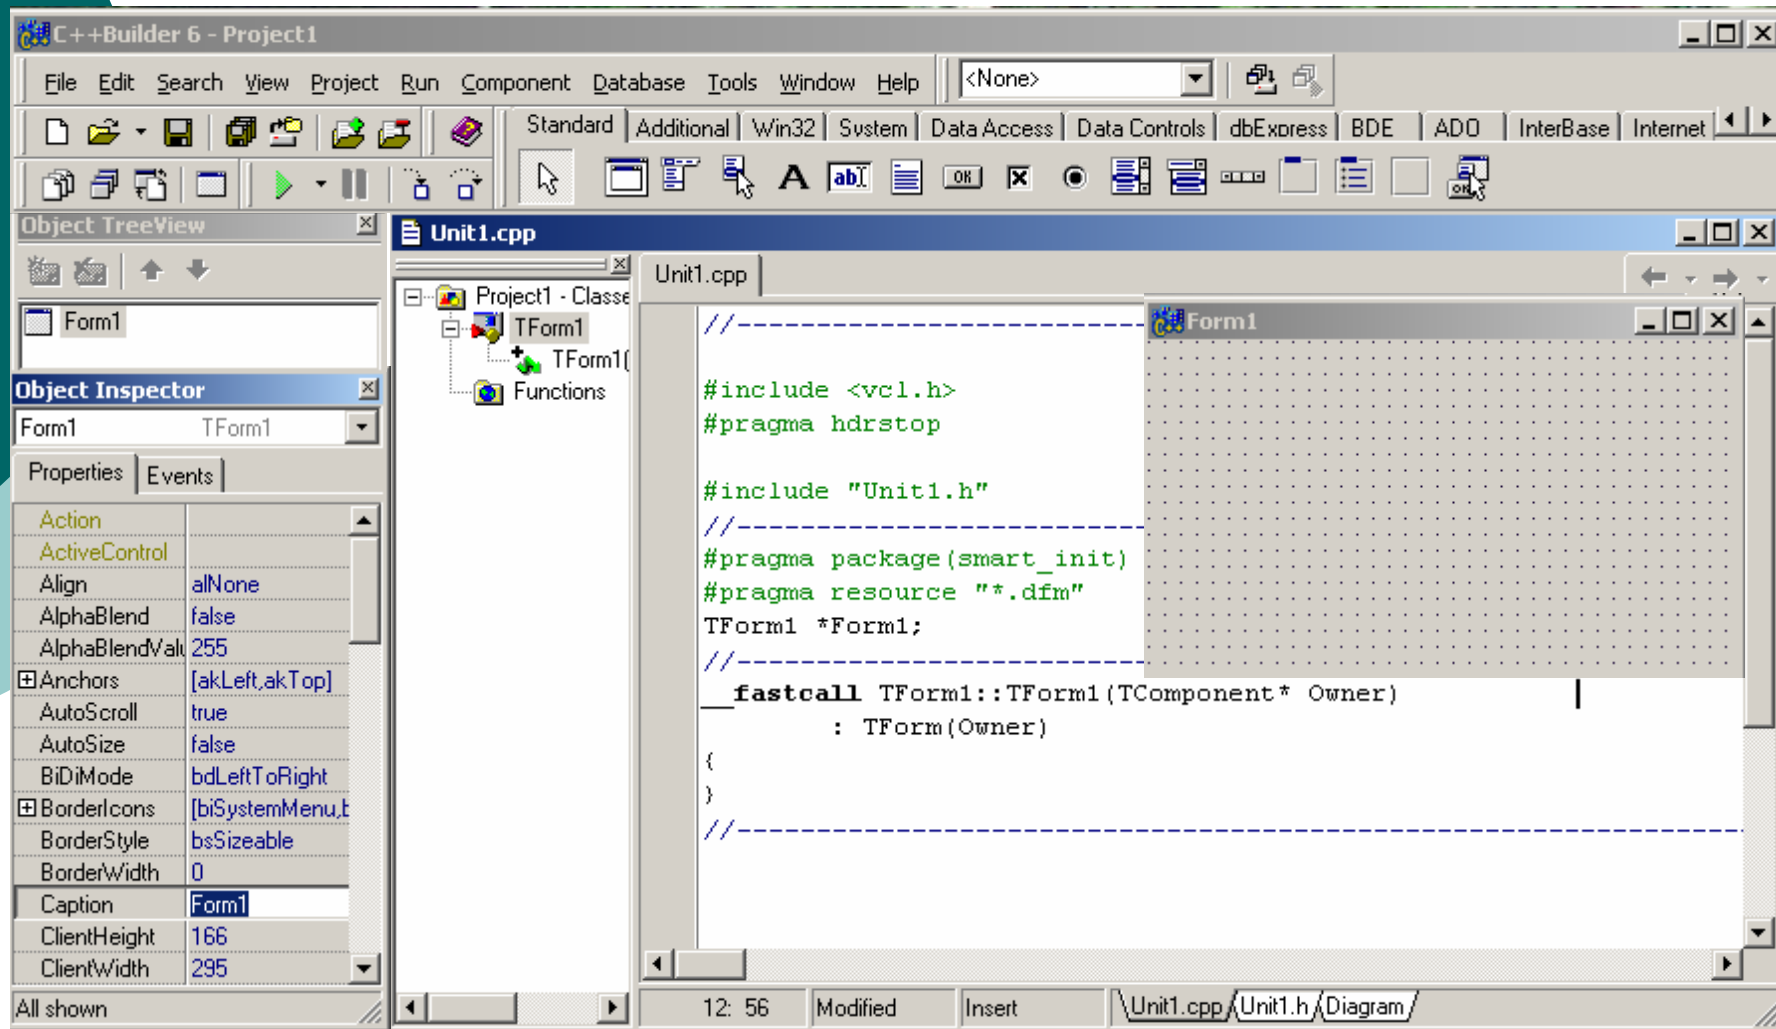 C++Builder 6 - Project1
File Edit Search View Project Run Component Database Tools Window Help
<None>
Standard Additional Win32 System Data Access Data Controls dbExpress BDE ADO InterBase Internet
A ab OK OK
Object TreeView
Form1
Object Inspector
Form1 TForm1
Properties Events
Action
ActiveControl
Align alNone
AlphaBlend false
AlphaBlendValu 255
Anchors [akLeft,akTop]
AutoScroll true
AutoSize false
BiDiMode bdLeftToRight
BorderIcons [biSystemMenu,b
BorderStyle bsSizeable
BorderWidth 0
Caption Form1
ClientHeight 166
ClientWidth 295
All shown
Unit1.cpp
Project1 - Classe
TForm1
TForm1(
Functions
Unit1.cpp
//--------------------------
#include <vcl.h>
#pragma hdrstop
#include "Unit1.h"
//--------------------------
#pragma package(smart_init)
#pragma resource "*.dfm"
TForm1 *Form1;
//--------------------------
__fastcall TForm1::TForm1(TComponent* Owner)
: TForm(Owner)
{
}
//----------------------------------------------------------------
Form1
12: 56 Modified Insert Unit1.cpp Unit1.h Diagram